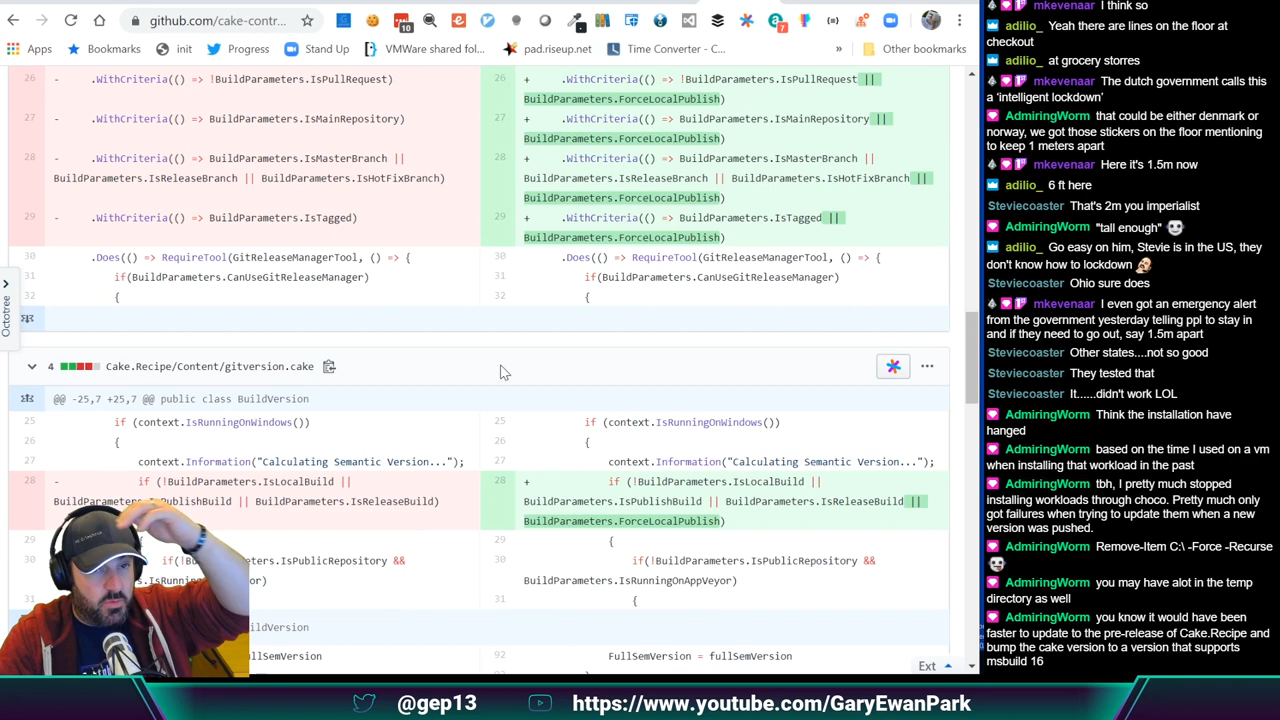 github.com/cake-contr...
10
7
Apps
Bookmarks
init
Progress
Stand Up
VMWare shared fol...
pad.riseup.net
Time Converter - C...
»
Other bookmarks
26 - .WithCriteria(() => !BuildParameters.IsPullRequest)
27 - .WithCriteria(() => BuildParameters.IsMainRepository)
28 - .WithCriteria(() => BuildParameters.IsMasterBranch ||
BuildParameters.IsReleaseBranch || BuildParameters.IsHotFixBranch)
29 - .WithCriteria(() => BuildParameters.IsTagged)
30 .Does(() => RequireTool(GitReleaseManagerTool, () => {
31 if(BuildParameters.CanUseGitReleaseManager)
32 {
26 + .WithCriteria(() => !BuildParameters.IsPullRequest ||
BuildParameters.ForceLocalPublish)
27 + .WithCriteria(() => BuildParameters.IsMainRepository ||
BuildParameters.ForceLocalPublish)
28 + .WithCriteria(() => BuildParameters.IsMasterBranch ||
BuildParameters.IsReleaseBranch || BuildParameters.IsHotFixBranch ||
BuildParameters.ForceLocalPublish)
29 + .WithCriteria(() => BuildParameters.IsTagged ||
BuildParameters.ForceLocalPublish)
30 .Does(() => RequireTool(GitReleaseManagerTool, () => {
31 if(BuildParameters.CanUseGitReleaseManager)
32 {
Octotree
4 Cake.Recipe/Content/gitversion.cake
@@ -25,7 +25,7 @@ public class BuildVersion
25 if (context.IsRunningOnWindows())
26 {
27 context.Information("Calculating Semantic Version...");
28 - if (!BuildParameters.IsLocalBuild ||
BuildParameters.IsPublishBuild || BuildParameters.IsReleaseBuild)
29 {
30 if(!BuildParameters.IsPublicRepository &&
31
25 if (context.IsRunningOnWindows())
26 {
27 context.Information("Calculating Semantic Version...");
28 + if (!BuildParameters.IsLocalBuild ||
BuildParameters.IsPublishBuild || BuildParameters.IsReleaseBuild ||
BuildParameters.ForceLocalPublish)
29 {
30 if(!BuildParameters.IsPublicRepository &&
BuildParameters.IsRunningOnAppVeyor)
31 {
92 FullSemVersion = fullSemVersion
Ext
mkevenaar I think so
adilio_ Yeah there are lines on the floor at
checkout
adilio_ at grocery storres
mkevenaar The dutch government calls this
a 'intelligent lockdown'
AdmiringWorm that could be either denmark or
norway, we got those stickers on the floor mentioning
to keep 1 meters apart
mkevenaar Here it's 1.5m now
adilio_ 6 ft here
Steviecoaster That's 2m you imperialist
AdmiringWorm "tall enough"
adilio_ Go easy on him, Stevie is in the US, they
don't know how to lockdown
Steviecoaster Ohio sure does
mkevenaar I even got an emergency alert
from the government yesterday telling ppl to stay in
and if they need to go out, say 1.5m apart
Steviecoaster Other states....not so good
Steviecoaster They tested that
Steviecoaster It......didn't work LOL
AdmiringWorm Think the installation have
hanged
AdmiringWorm based on the time I used on a vm
when installing that workload in the past
AdmiringWorm tbh, I pretty much stopped
installing workloads through choco. Pretty much only
got failures when trying to update them when a new
version was pushed.
AdmiringWorm Remove-Item C:\ -Force -Recurse
AdmiringWorm you may have alot in the temp
directory as well
AdmiringWorm you know it would have been
faster to update to the pre-release of Cake.Recipe and
bump the cake version to a version that supports
msbuild 16
@gep13
https://www.youtube.com/GaryEwanPark